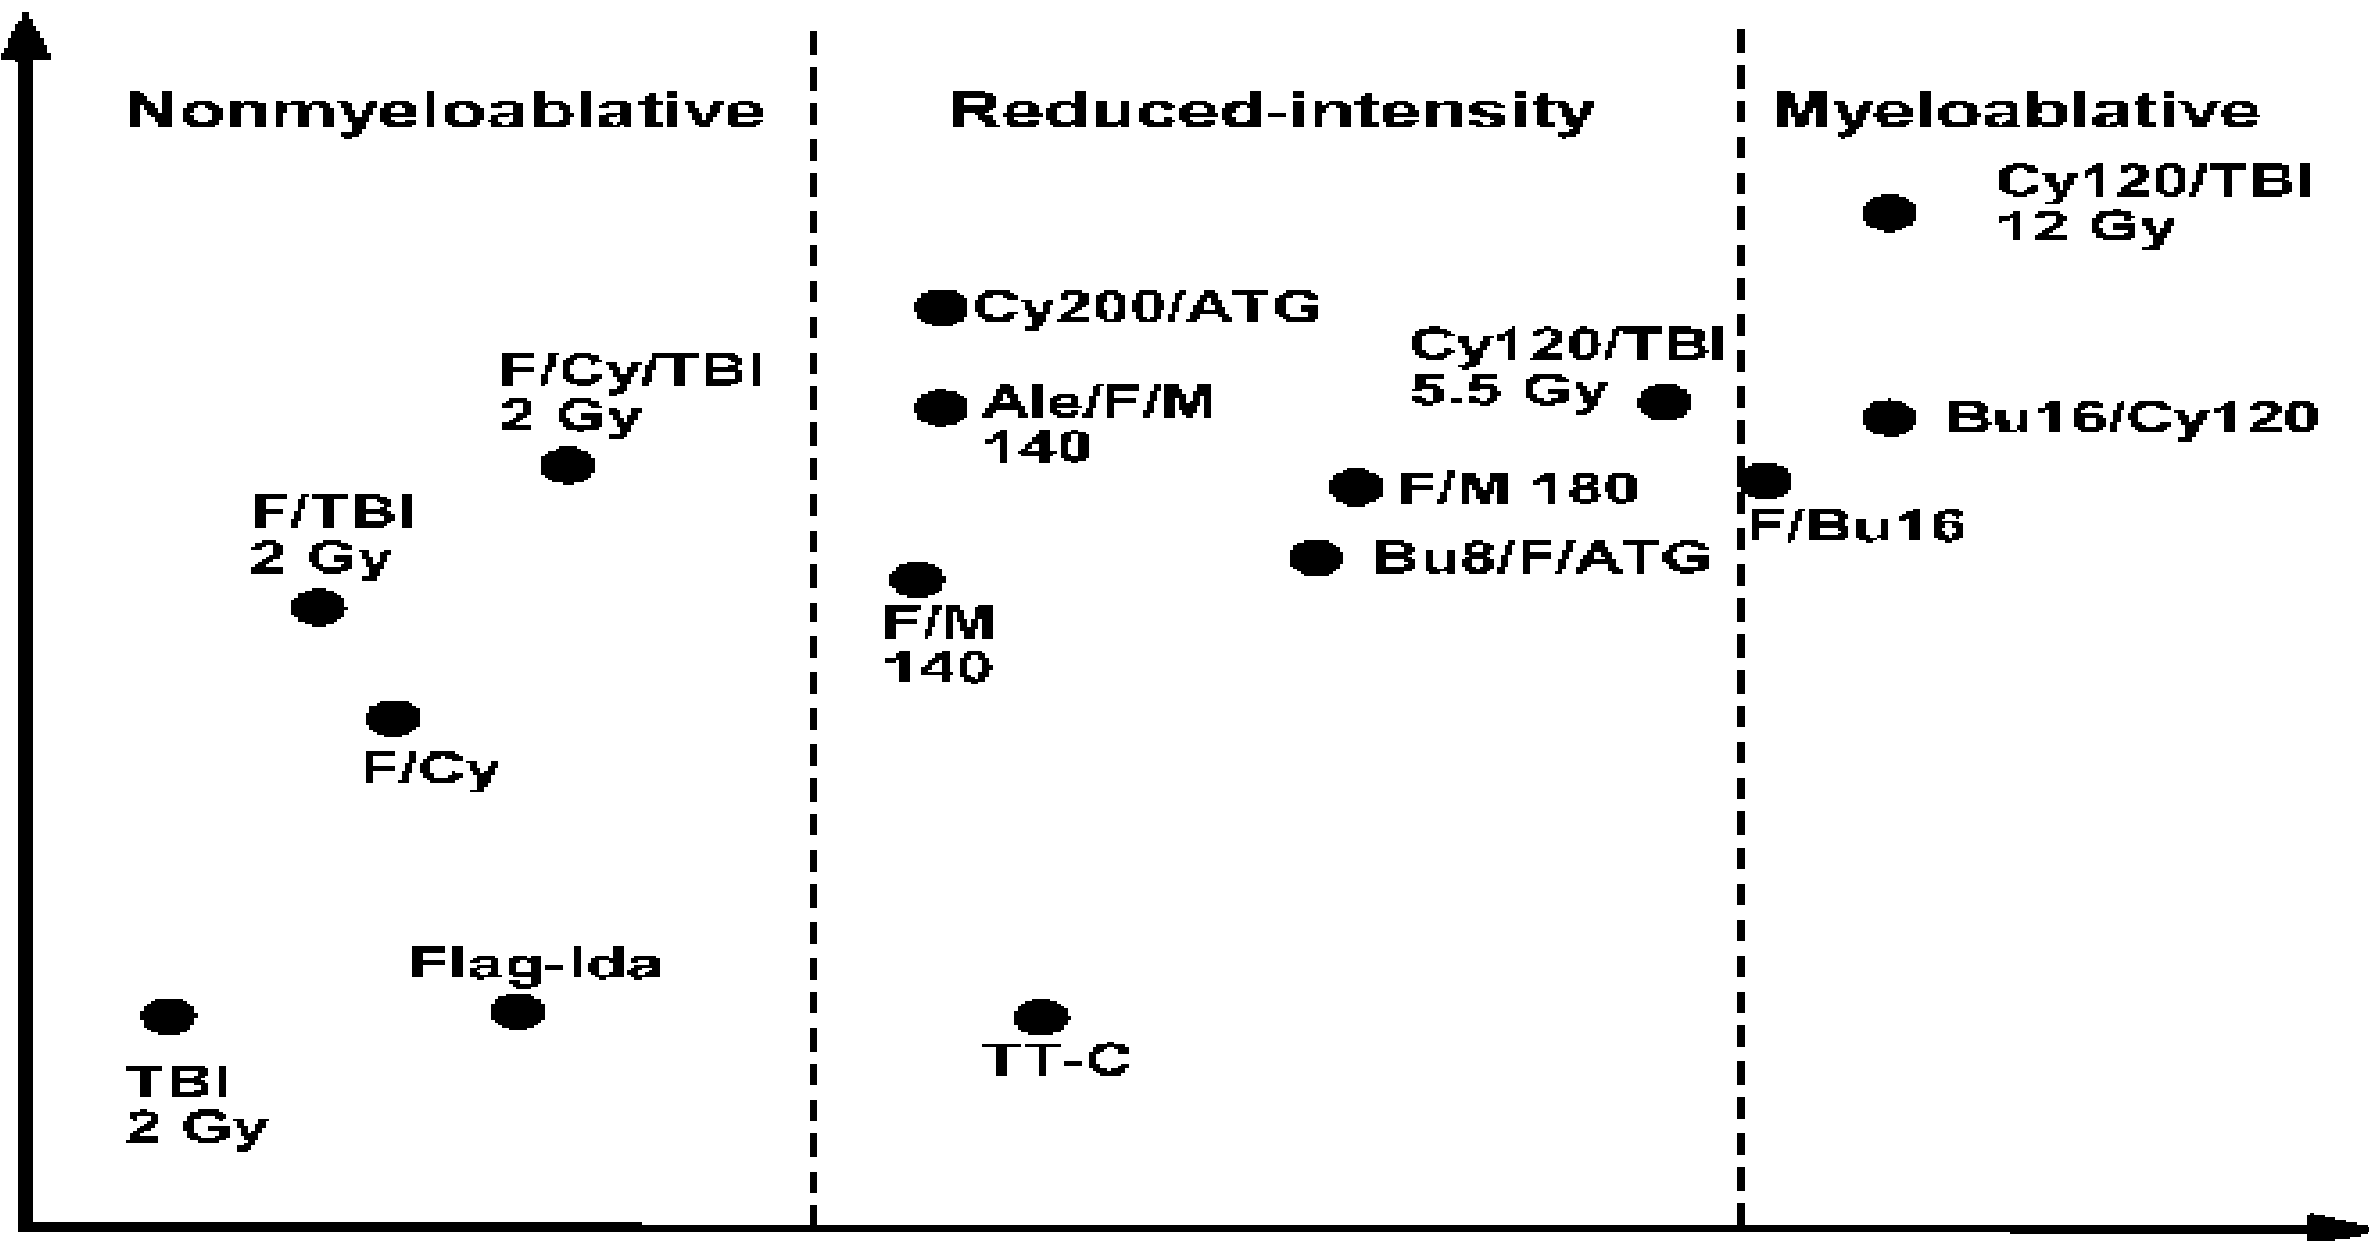 Nonmyeloablative
Reduced-intensity
Myeloablative
Cy120/TBI
12 Gy
Cy200/ATG
Cy120/TBI
5.5 Gy
F/Cy/TBI
2 Gy
Ale/F/M
140
Bu16/Cy120
F/M 180
F/Bu16
F/TBI
2 Gy
Bu8/F/ATG
F/M
140
F/Cy
Flag-Ida
TT-C
TBI
2 Gy